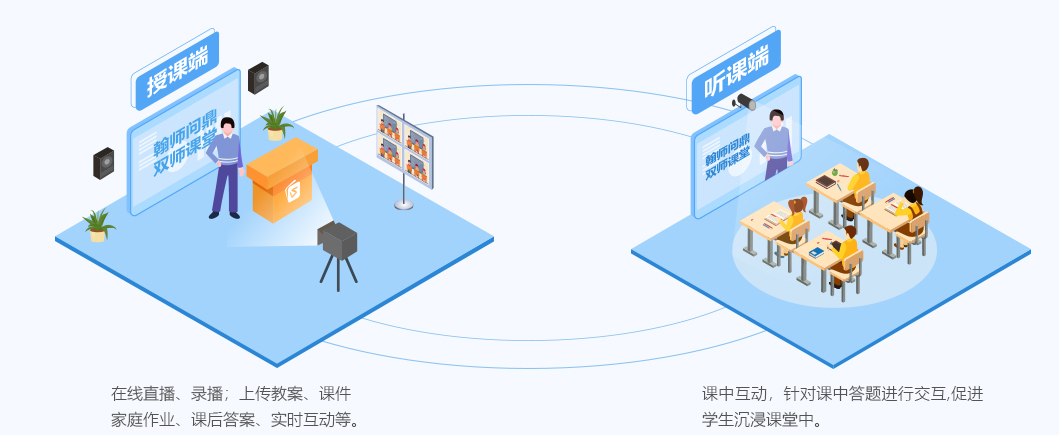 授课端
翰师问鼎
双师课堂
在线直播、录播；上传教案、课件
家庭作业、课后答案、实时互动等。
听课端
翰师问鼎
双师课堂
课中互动，针对课中答题进行交互,促进
学生沉浸课堂中。